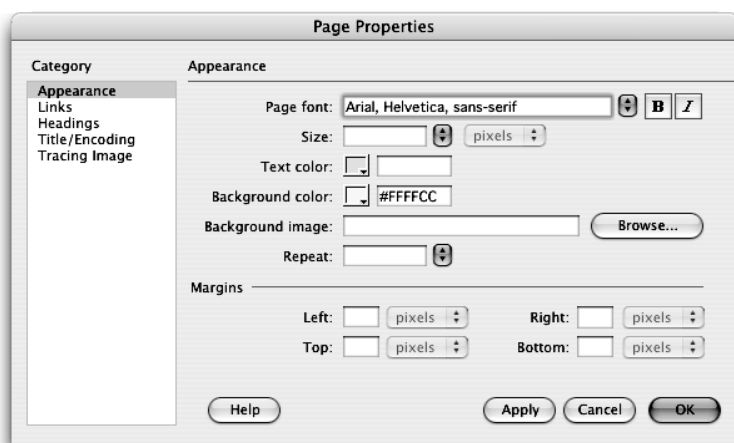 Page Properties
Category
Appearance
Links
Headings
Title/Encoding
Tracing Image
Appearance
Page font: Arial, Helvetica, sans-serif B I
Size: pixels
Text color:
Background color: #FFFFCC
Background image: Browse...
Repeat:
Margins
Left: pixels Right: pixels
Top: pixels Bottom: pixels
Help Apply Cancel OK